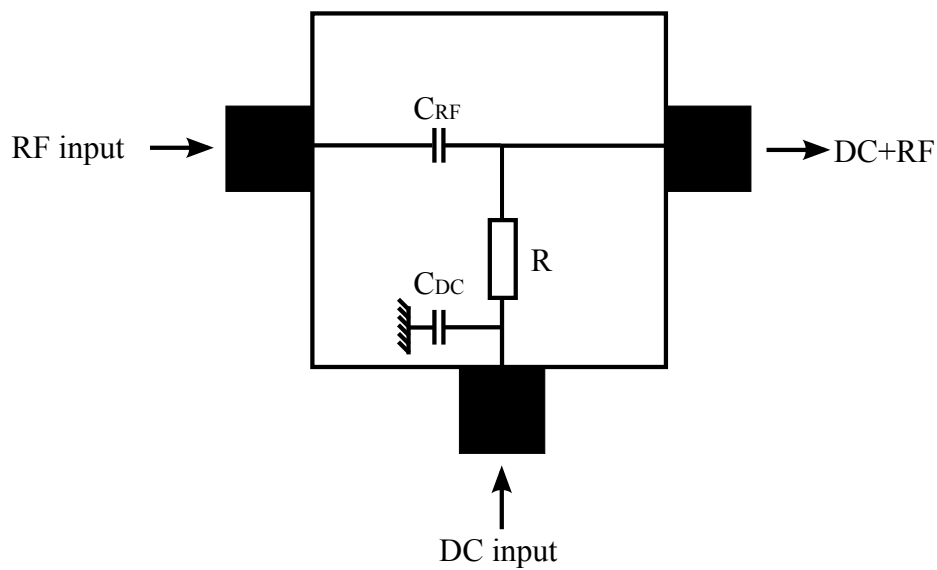 CRF
RF input
DC+RF
R
CDC
DC input